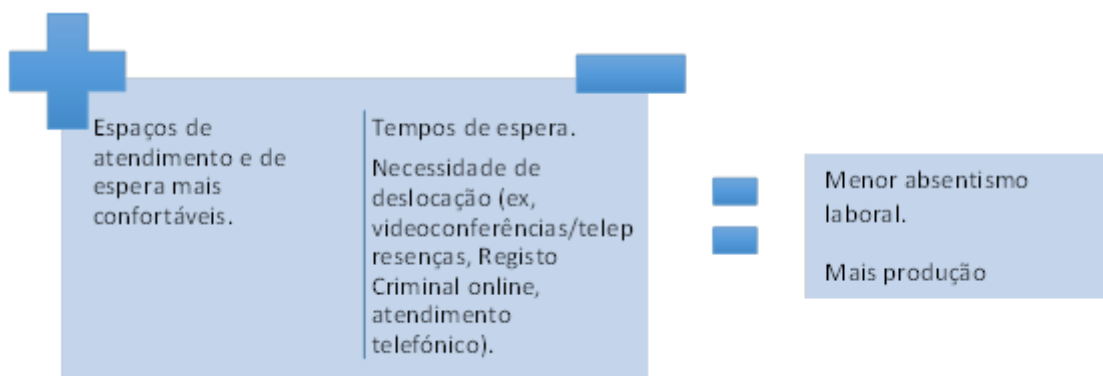 Espaços de
atendimento e de
espera mais
confortáveis.
Tempos de espera.
Necessidade de
deslocação (ex,
videoconferências/telep
resenças, Registo
Criminal online,
atendimento
telefónico).
Menor absentismo
laboral.
Mais produção